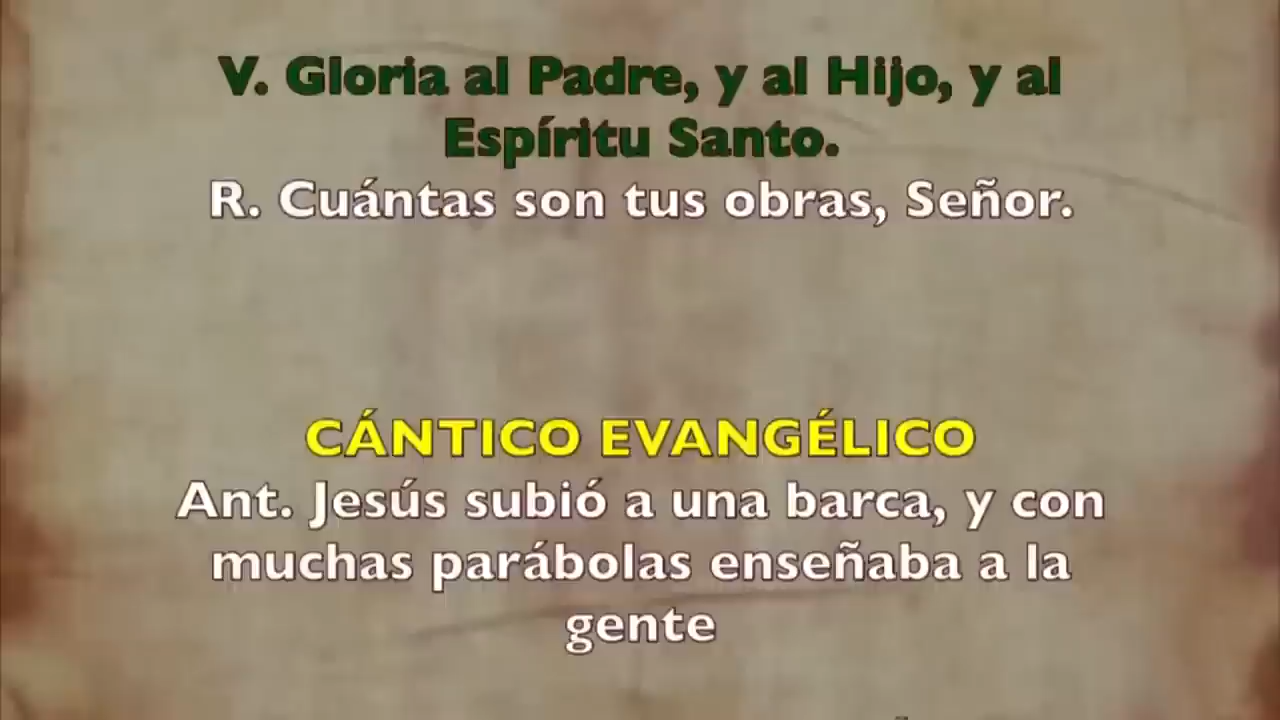 V. Gloria al Padre, y al Hijo, y al
Espíritu Santo.
R. Cuántas son tus obras, Señor.
CÁNTICO EVANGÉLICO
Ant. Jesús subió a una barca, y con
muchas parábolas enseñaba a la
gente